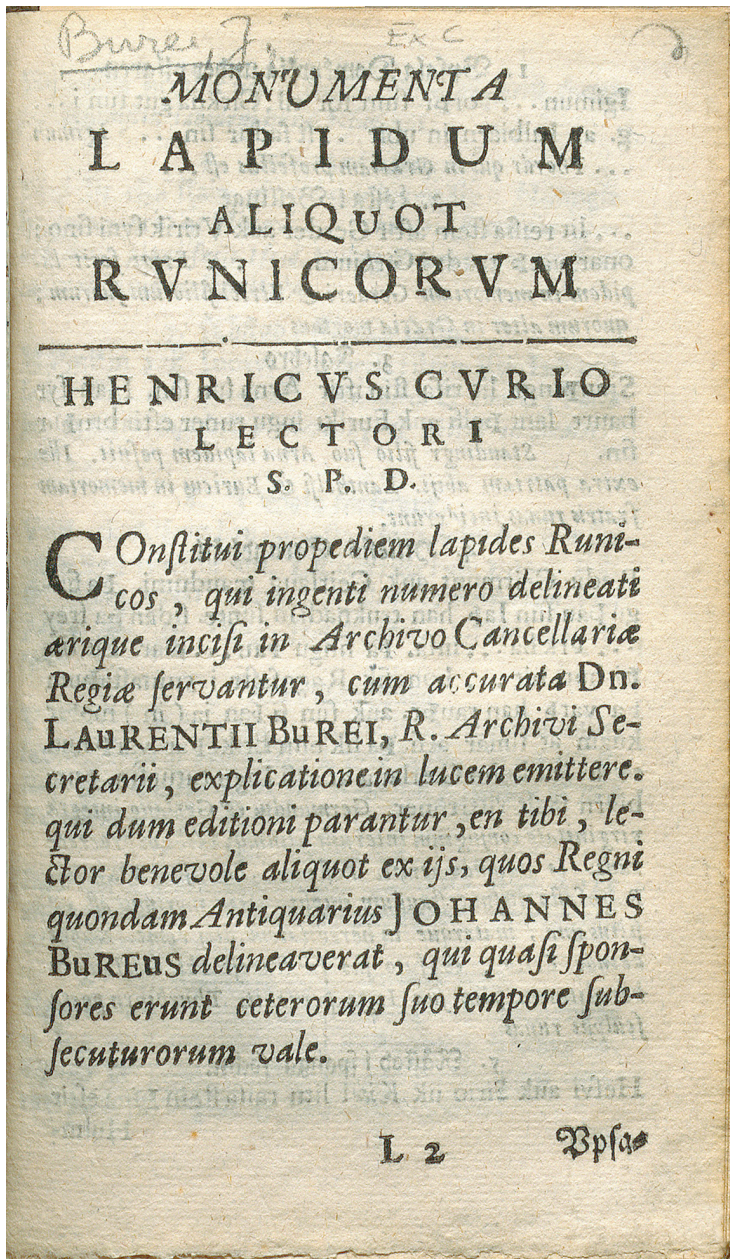 Burei, J.
Ex C
MONUMENTA
LAPIDUM
ALIQUOT
RVNICORVM
HENRICVS CVRIO
LECTORI
S. P. D.
COnſtitui propediem lapides Runi-
cos, qui ingenti numero delineati
ærique inciſi in Archivo Cancellariæ
Regiæ ſervantur, cum accurata Dn.
LAuRENTII BuREI, R. Archivi Se-
cretarii, explicatione in lucem emittere.
qui dum editioni parantur, en tibi, le-
ctor benevole aliquot ex ijs, quos Regni
quondam Antiquarius JOHANNES
BuREuS delineaverat, qui quaſi ſpon-
ſores erunt ceterorum ſuo tempore ſub-
ſecuturorum vale.
L 2
Vpſa-